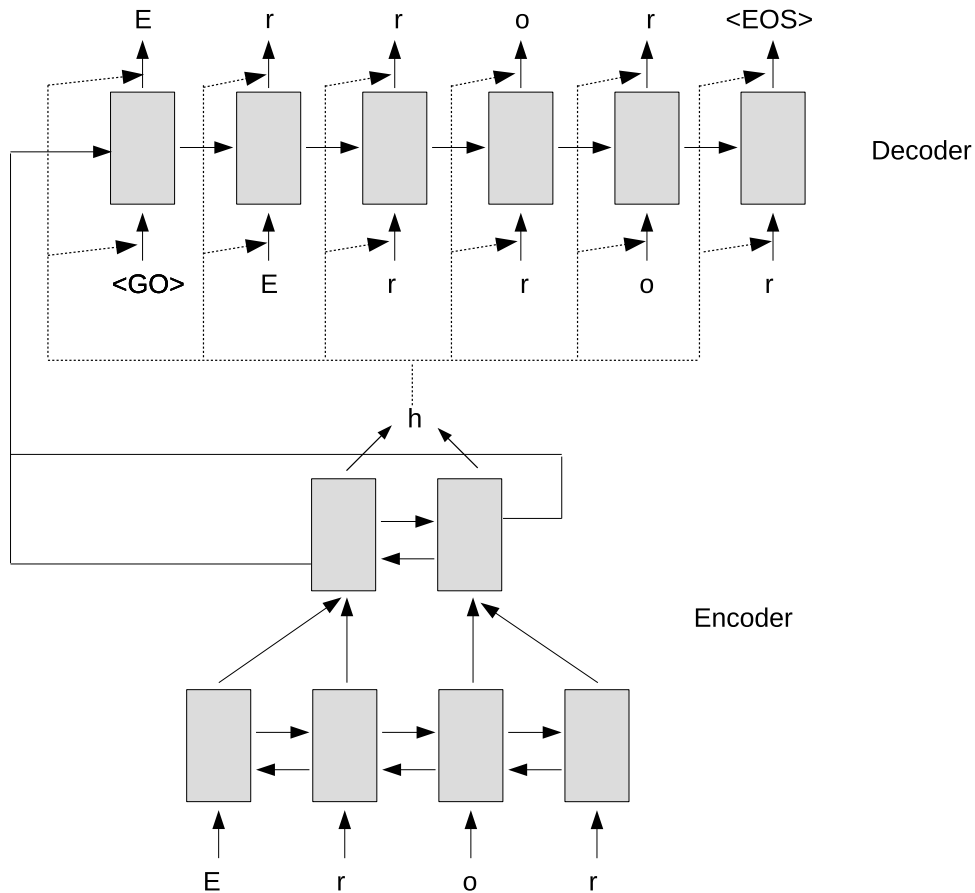 E r r o r <EOS>
Decoder
<GO> E r r o r
h
Encoder
E r o r